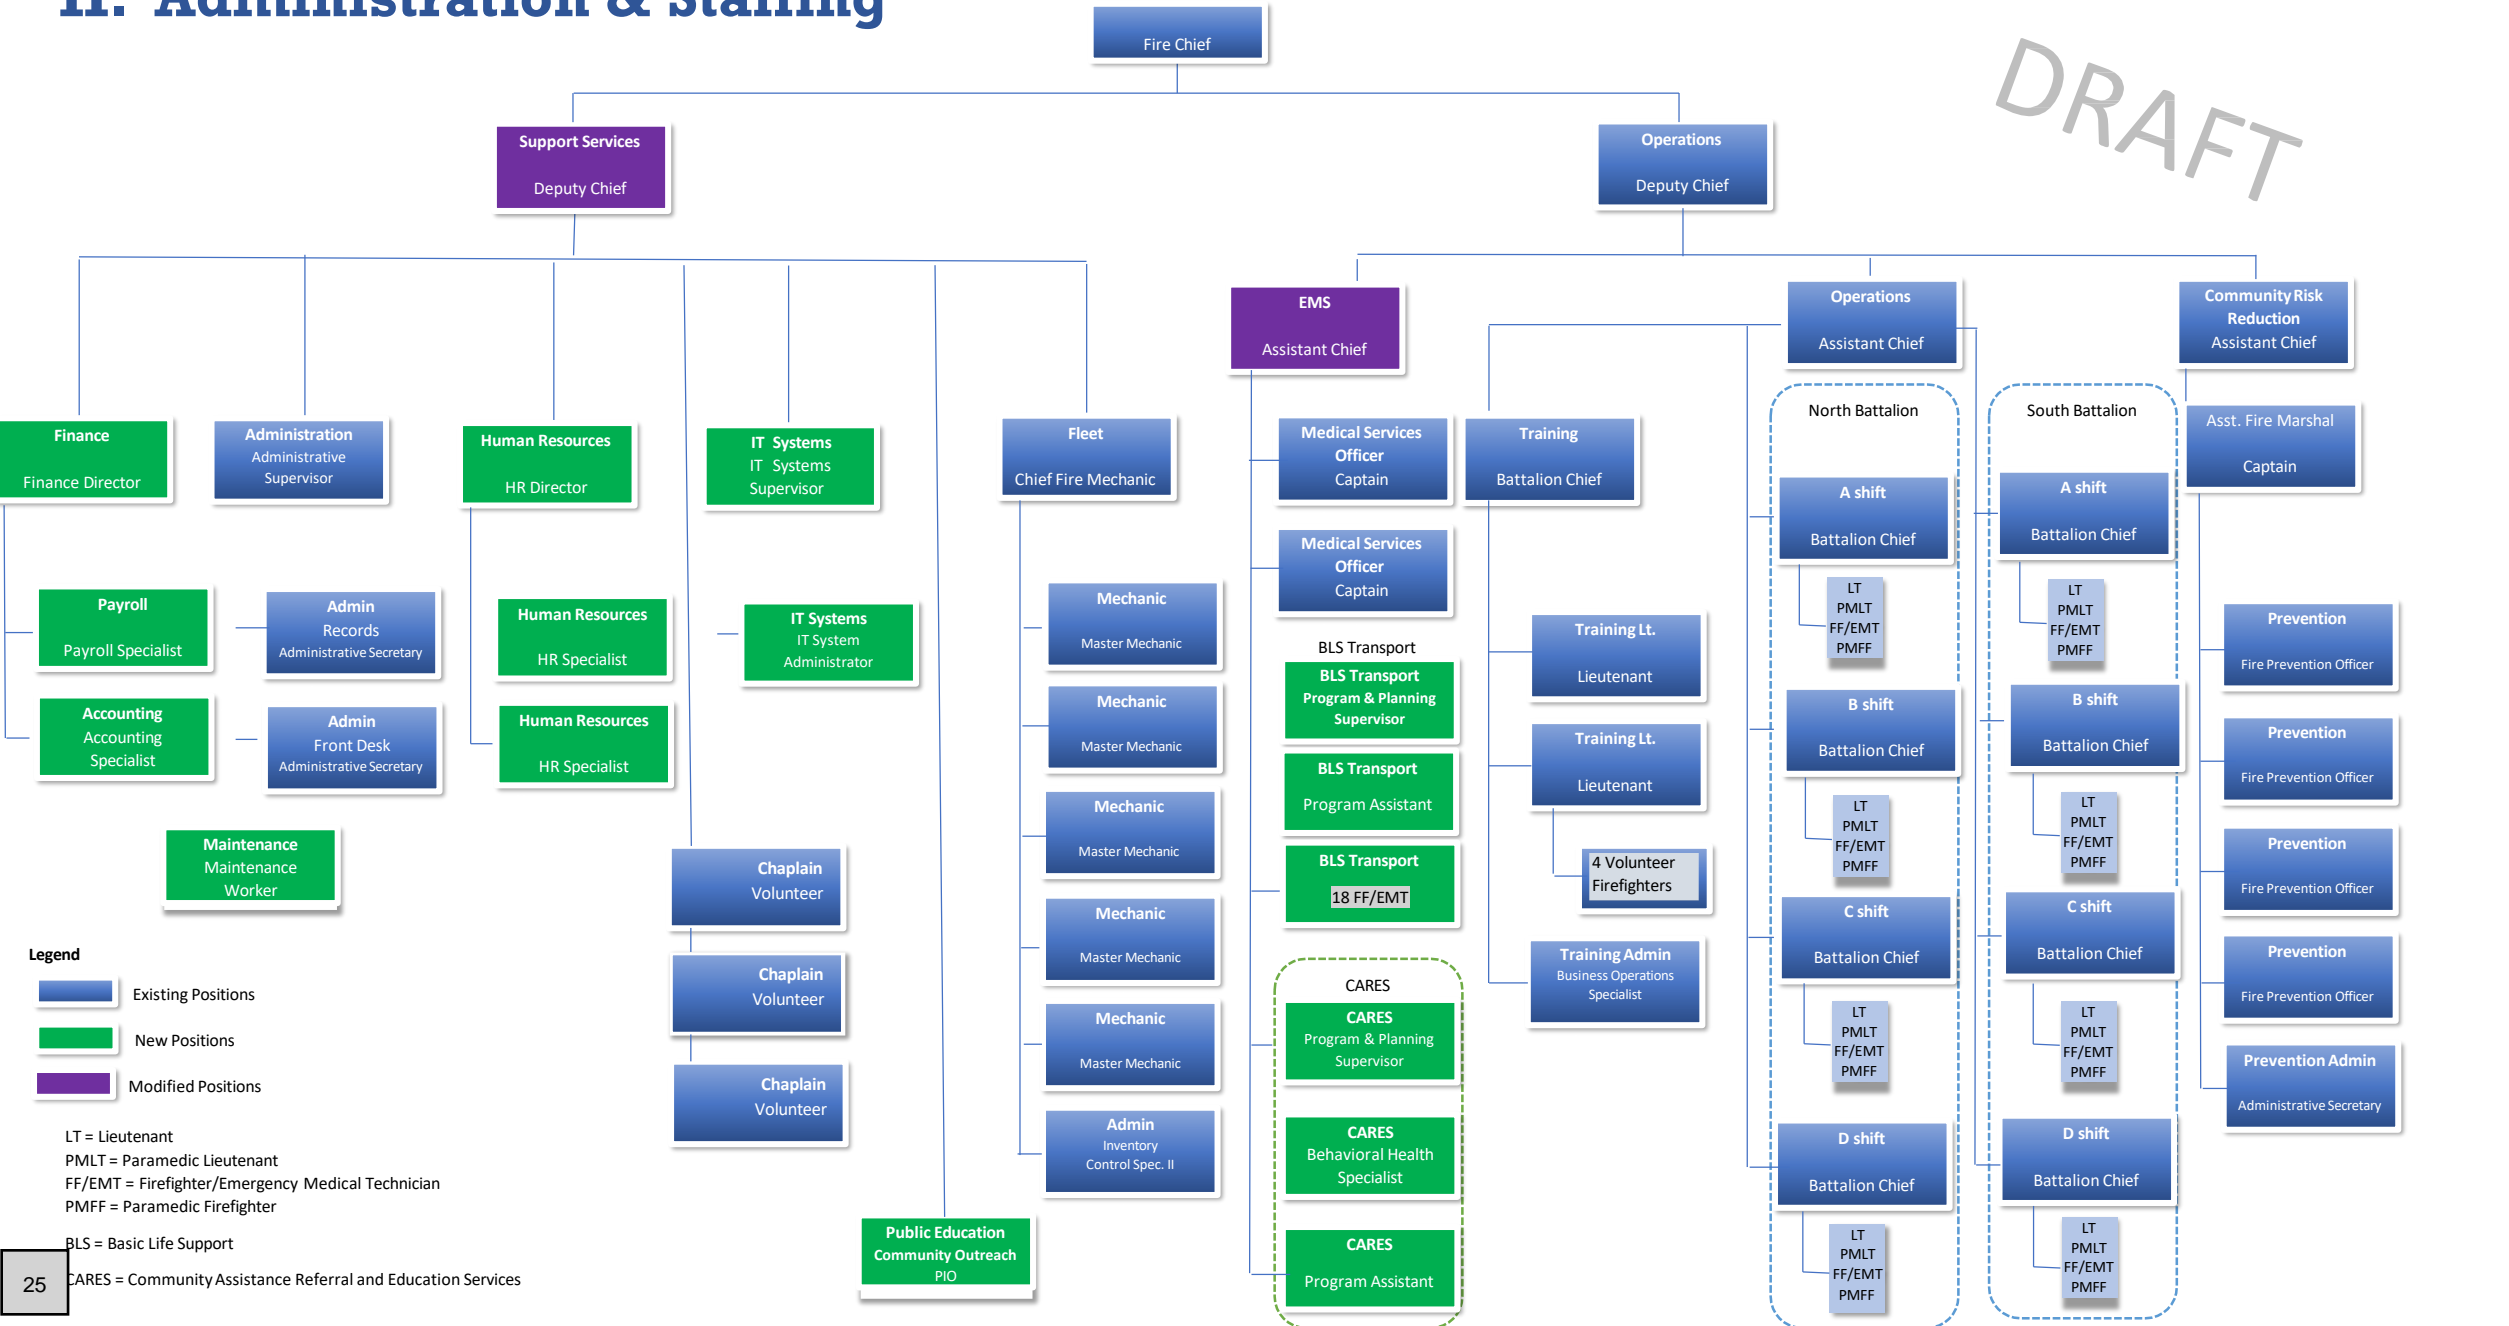 II. Administration & Staffing
DRAFT
Fire Chief
Support Services
Deputy Chief
Operations
Deputy Chief
Finance
Finance Director
Payroll
Payroll Specialist
Accounting
Accounting
Specialist
Administration
Administrative
Supervisor
Admin
Records
Administrative Secretary
Admin
Front Desk
Administrative Secretary
Maintenance
Maintenance
Worker
Human Resources
HR Director
Human Resources
HR Specialist
Human Resources
HR Specialist
Chaplain
Volunteer
Chaplain
Volunteer
Chaplain
Volunteer
IT Systems
IT Systems
Supervisor
IT Systems
IT System
Administrator
Public Education
Community Outreach
PIO
Fleet
Chief Fire Mechanic
Mechanic
Master Mechanic
Mechanic
Master Mechanic
Mechanic
Master Mechanic
Mechanic
Master Mechanic
Mechanic
Master Mechanic
Admin
Inventory
Control Spec. II
EMS
Assistant Chief
Medical Services
Officer
Captain
Medical Services
Officer
Captain
BLS Transport
BLS Transport
Program & Planning
Supervisor
BLS Transport
Program Assistant
BLS Transport
18 FF/EMT
CARES
CARES
Program & Planning
Supervisor
CARES
Behavioral Health
Specialist
CARES
Program Assistant
Operations
Assistant Chief
Training
Battalion Chief
Training Lt.
Lieutenant
Training Lt.
Lieutenant
4 Volunteer
Firefighters
Training Admin
Business Operations
Specialist
North Battalion
A shift
Battalion Chief
LT
PMLT
FF/EMT
PMFF
B shift
Battalion Chief
LT
PMLT
FF/EMT
PMFF
C shift
Battalion Chief
LT
PMLT
FF/EMT
PMFF
D shift
Battalion Chief
LT
PMLT
FF/EMT
PMFF
South Battalion
A shift
Battalion Chief
LT
PMLT
FF/EMT
PMFF
B shift
Battalion Chief
LT
PMLT
FF/EMT
PMFF
C shift
Battalion Chief
LT
PMLT
FF/EMT
PMFF
D shift
Battalion Chief
LT
PMLT
FF/EMT
PMFF
Community Risk
Reduction
Assistant Chief
Asst. Fire Marshal
Captain
Prevention
Fire Prevention Officer
Prevention
Fire Prevention Officer
Prevention
Fire Prevention Officer
Prevention
Fire Prevention Officer
Prevention Admin
Administrative Secretary
Legend
Existing Positions
New Positions
Modified Positions
LT = Lieutenant
PMLT = Paramedic Lieutenant
FF/EMT = Firefighter/Emergency Medical Technician
PMFF = Paramedic Firefighter
BLS = Basic Life Support
CARES = Community Assistance Referral and Education Services
25